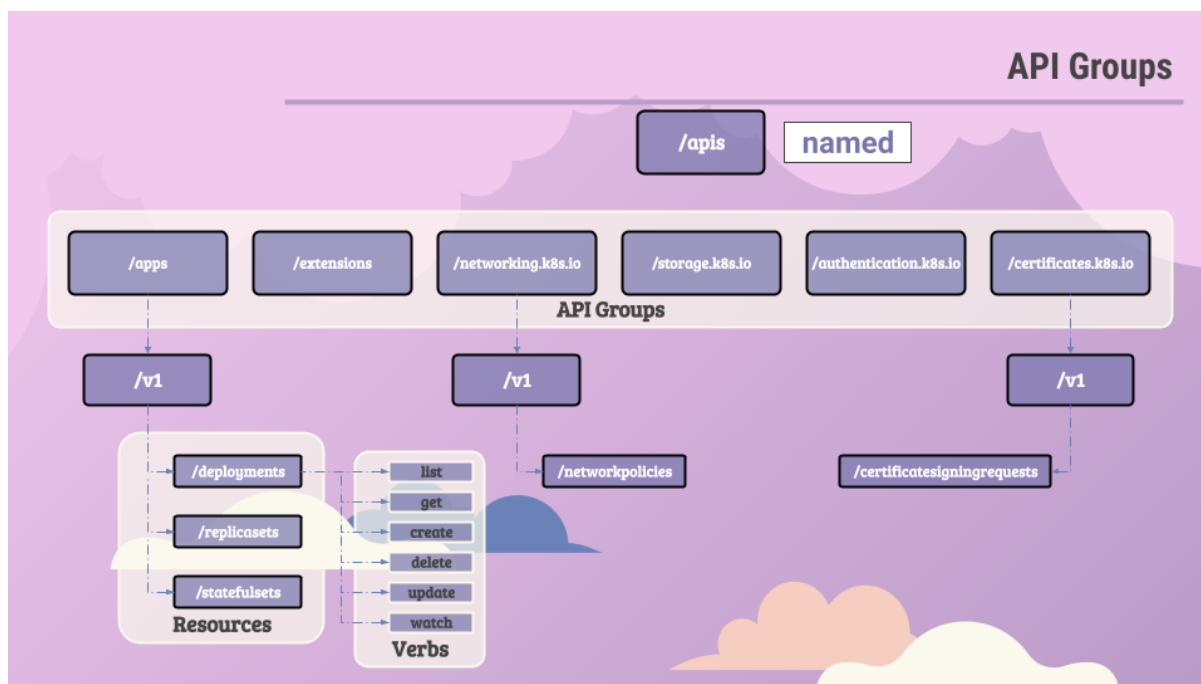 API Groups
/apis
named
/apps
/extensions
/networking.k8s.io
/storage.k8s.io
/authentication.k8s.io
/certificates.k8s.io
API Groups
/v1
/v1
/v1
/deployments
/replicasets
/statefulsets
Resources
list
get
create
delete
update
watch
Verbs
/networkpolicies
/certificatesigningrequests